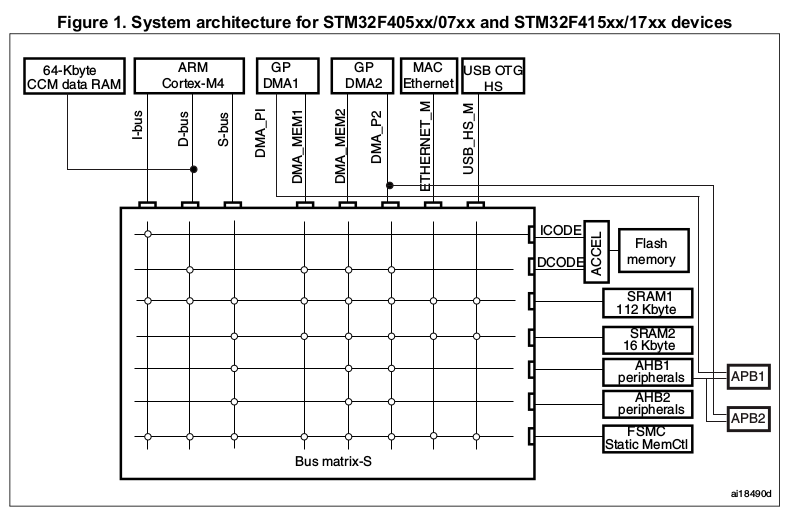 Figure 1. System architecture for STM32F405xx/07xx and STM32F415xx/17xx devices
64-Kbyte
CCM data RAM
ARM
Cortex-M4
GP
DMA1
GP
DMA2
MAC
Ethernet
USB OTG
HS
I-bus
D-bus
S-bus
DMA_PI
DMA_MEM1
DMA_MEM2
DMA_P2
ETHERNET_M
USB_HS_M
ICODE
DCODE
ACCEL
Flash
memory
SRAM1
112 Kbyte
SRAM2
16 Kbyte
AHB1
peripherals
AHB2
peripherals
FSMC
Static MemCtl
APB1
APB2
Bus matrix-S
ai18490d